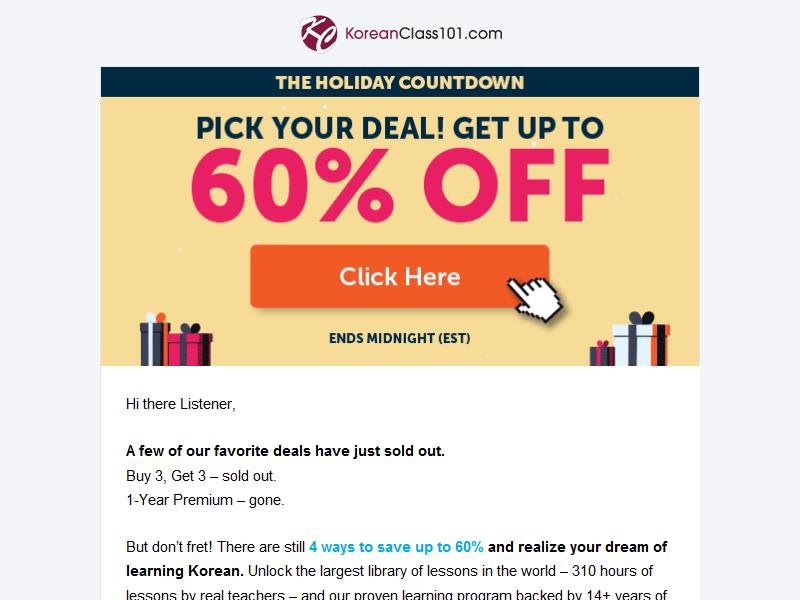 KoreanClass101.com
THE HOLIDAY COUNTDOWN
PICK YOUR DEAL! GET UP TO
60% OFF
Click Here
ENDS MIDNIGHT (EST)
Hi there Listener,
A few of our favorite deals have just sold out.
Buy 3, Get 3 – sold out.
1-Year Premium – gone.
But don’t fret! There are still 4 ways to save up to 60% and realize your dream of
learning Korean. Unlock the largest library of lessons in the world – 310 hours of
lessons by real teachers – and our proven learning program backed by 14+ years of